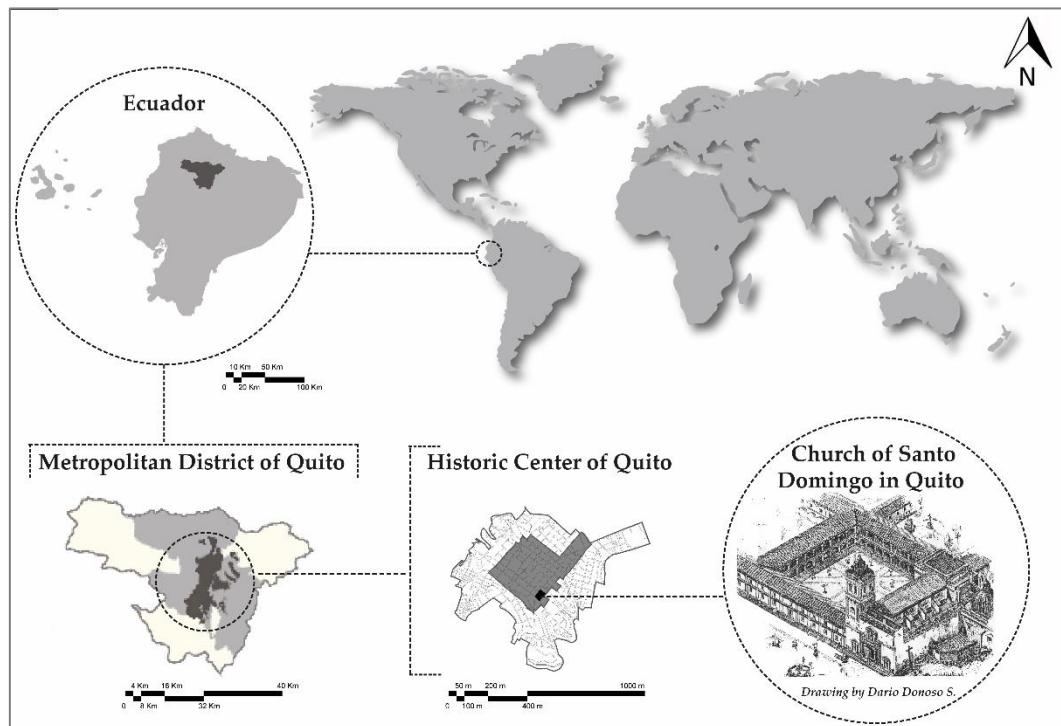 N
Ecuador
10 Km 50 Km
0 20 Km 100 Km
Metropolitan District of Quito
4 Km 16 Km 40 Km
0 8 Km 32 Km
Historic Center of Quito
50 m 200 m 1000 m
0 100 m 400 m
Church of Santo
Domingo in Quito
Drawing by Dario Donoso S.